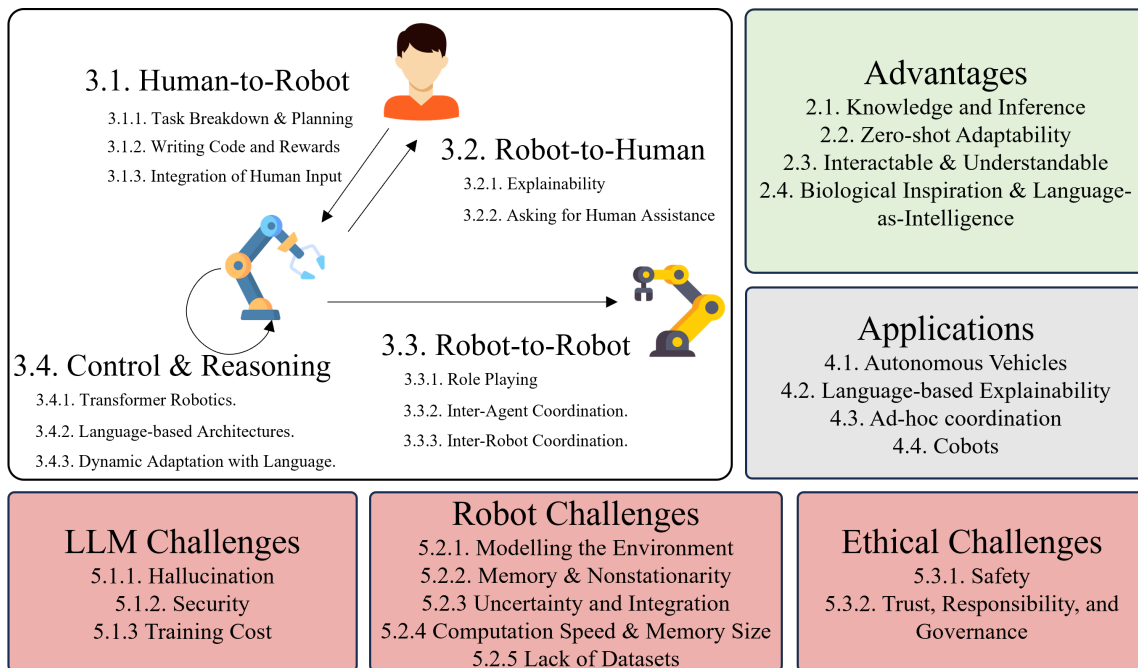 3.1. Human-to-Robot
3.1.1. Task Breakdown & Planning
3.1.2. Writing Code and Rewards
3.1.3. Integration of Human Input
3.2. Robot-to-Human
3.2.1. Explainability
3.2.2. Asking for Human Assistance
3.3. Robot-to-Robot
3.3.1. Role Playing
3.3.2. Inter-Agent Coordination.
3.3.3. Inter-Robot Coordination.
3.4. Control & Reasoning
3.4.1. Transformer Robotics.
3.4.2. Language-based Architectures.
3.4.3. Dynamic Adaptation with Language.
Advantages
2.1. Knowledge and Inference
2.2. Zero-shot Adaptability
2.3. Interactable & Understandable
2.4. Biological Inspiration & Language-
as-Intelligence
Applications
4.1. Autonomous Vehicles
4.2. Language-based Explainability
4.3. Ad-hoc coordination
4.4. Cobots
LLM Challenges
5.1.1. Hallucination
5.1.2. Security
5.1.3 Training Cost
Robot Challenges
5.2.1. Modelling the Environment
5.2.2. Memory & Nonstationarity
5.2.3 Uncertainty and Integration
5.2.4 Computation Speed & Memory Size
5.2.5 Lack of Datasets
Ethical Challenges
5.3.1. Safety
5.3.2. Trust, Responsibility, and
Governance